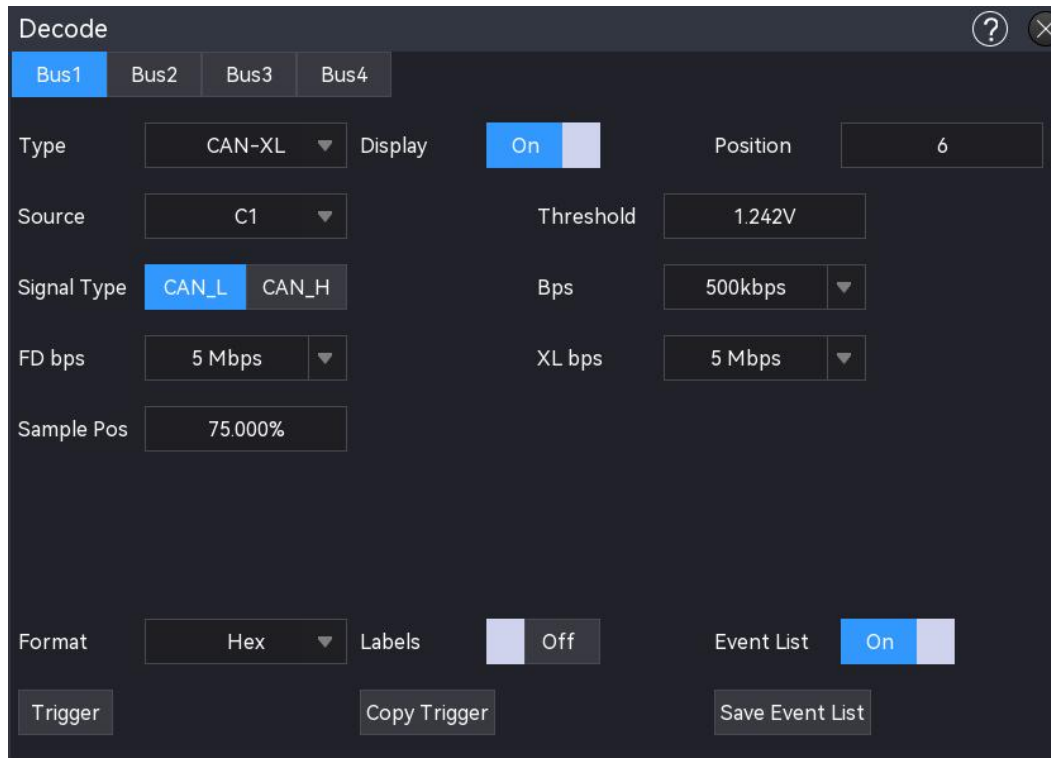 Decode ?
Bus1 Bus2 Bus3 Bus4
Type CAN-XL Display On Position 6
Source C1 Threshold 1.242V
Signal Type CAN_L CAN_H Bps 500kbps
FD bps 5 Mbps XL bps 5 Mbps
Sample Pos 75.000%
Format Hex Labels Off Event List On
Trigger Copy Trigger Save Event List